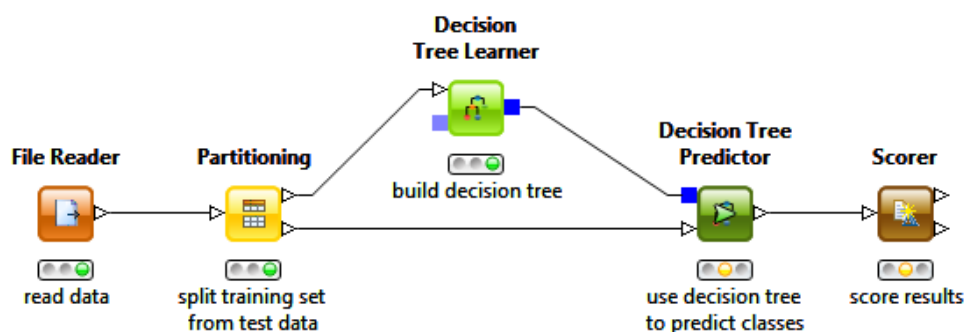 Decision
Tree Learner
File Reader
Partitioning
Decision Tree
Predictor
Scorer
build decision tree
read data
split training set
from test data
use decision tree
to predict classes
score results